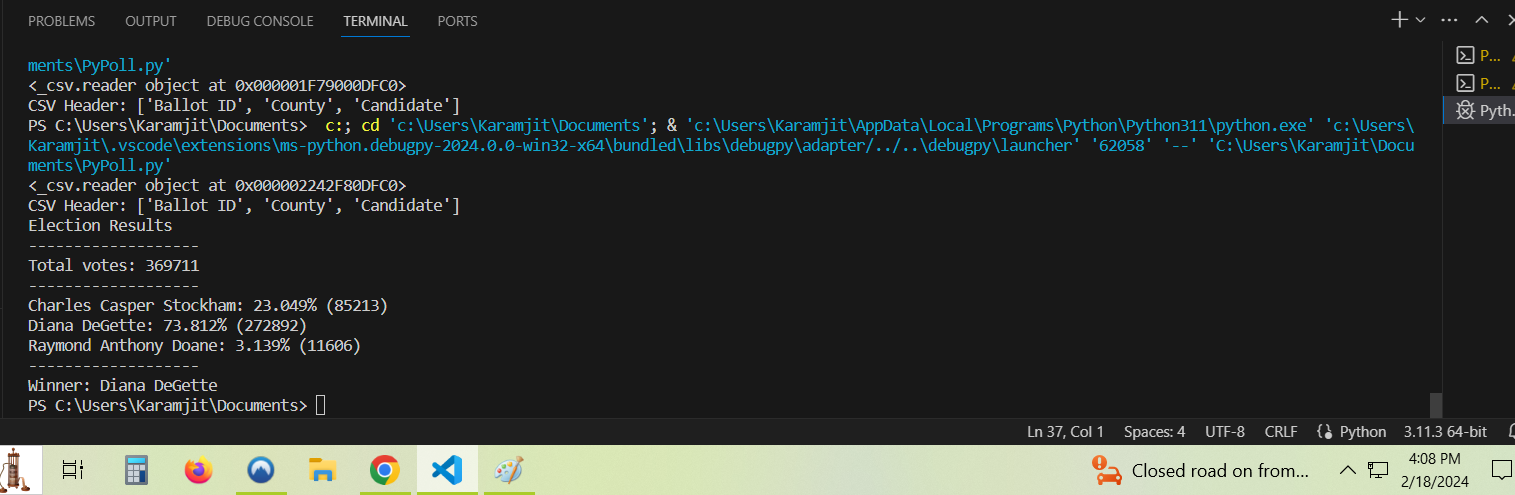 PROBLEMS OUTPUT DEBUG CONSOLE TERMINAL PORTS
ments\PyPoll.py'
<_csv.reader object at 0x000001F79000DFC0>
CSV Header: ['Ballot ID', 'County', 'Candidate']
PS C:\Users\Karamjit\Documents> c:; cd 'c:\Users\Karamjit\Documents'; & 'c:\Users\Karamjit\AppData\Local\Programs\Python\Python311\python.exe' 'c:\Users\
Karamjit\.vscode\extensions\ms-python.debugpy-2024.0.0-win32-x64\bundled\libs\debugpy\adapter/../..\debugpy\launcher' '62058' '--' 'C:\Users\Karamjit\Docu
ments\PyPoll.py'
<_csv.reader object at 0x000002242F80DFC0>
CSV Header: ['Ballot ID', 'County', 'Candidate']
Election Results
-------------------
Total votes: 369711
-------------------
Charles Casper Stockham: 23.049% (85213)
Diana DeGette: 73.812% (272892)
Raymond Anthony Doane: 3.139% (11606)
-------------------
Winner: Diana DeGette
PS C:\Users\Karamjit\Documents>
P...
P...
Pyth.
Ln 37, Col 1 Spaces: 4 UTF-8 CRLF Python 3.11.3 64-bit
Closed road on from...
4:08 PM
2/18/2024